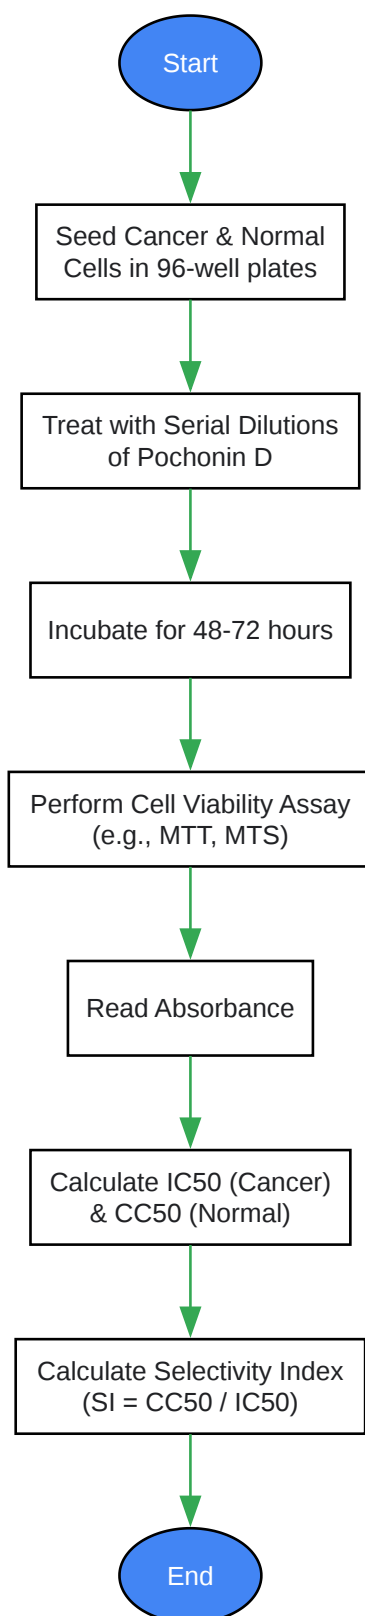 Start
Seed Cancer & Normal
Cells in 96-well plates
Treat with Serial Dilutions
of Pochonin D
Incubate for 48-72 hours
Perform Cell Viability Assay
(e.g., MTT, MTS)
Read Absorbance
Calculate IC50 (Cancer)
& CC50 (Normal)
Calculate Selectivity Index
(SI = CC50 / IC50)
End